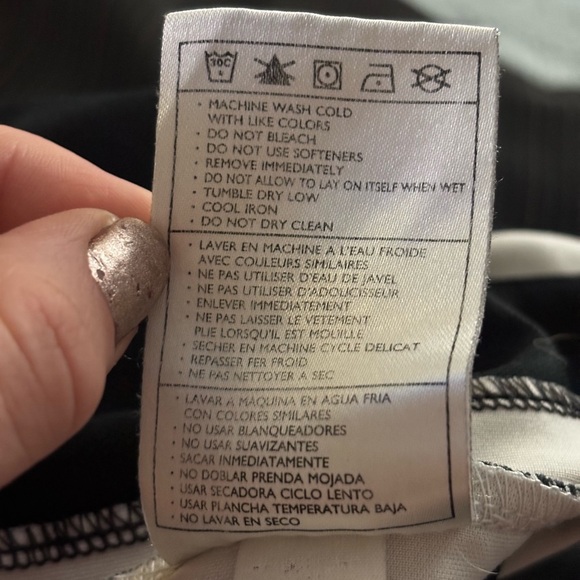 30C
• MACHINE WASH COLD
WITH LIKE COLORS
• DO NOT BLEACH
• DO NOT USE SOFTENERS
• REMOVE IMMEDIATELY
• DO NOT ALLOW TO LAY ON ITSELF WHEN WET
• TUMBLE DRY LOW
• COOL IRON
• DO NOT DRY CLEAN
• LAVER EN MACHINE A L'EAU FROIDE
AVEC COULEURS SIMILAIRES
• NE PAS UTILISER D'EAU DE JAVEL
• NE PAS UTILISER D'ADOUCISSEUR
• ENLEVER IMMEDIATEMENT
• NE PAS LAISSER LE VETEMENT
PLIE LORSQU'IL EST MOUILLE
• SECHER EN MACHINE CYCLE DELICAT
• REPASSER FER FROID
• NE PAS NETTOYER A SEC
• LAVAR A MAQUINA EN AGUA FRIA
CON COLORES SIMILARES
• NO USAR BLANQUEADORES
• NO USAR SUAVIZANTES
• SACAR INMEDIATAMENTE
• NO DOBLAR PRENDA MOJADA
• USAR SECADORA CICLO LENTO
• USAR PLANCHA TEMPERATURA BAJA
• NO LAVAR EN SECO